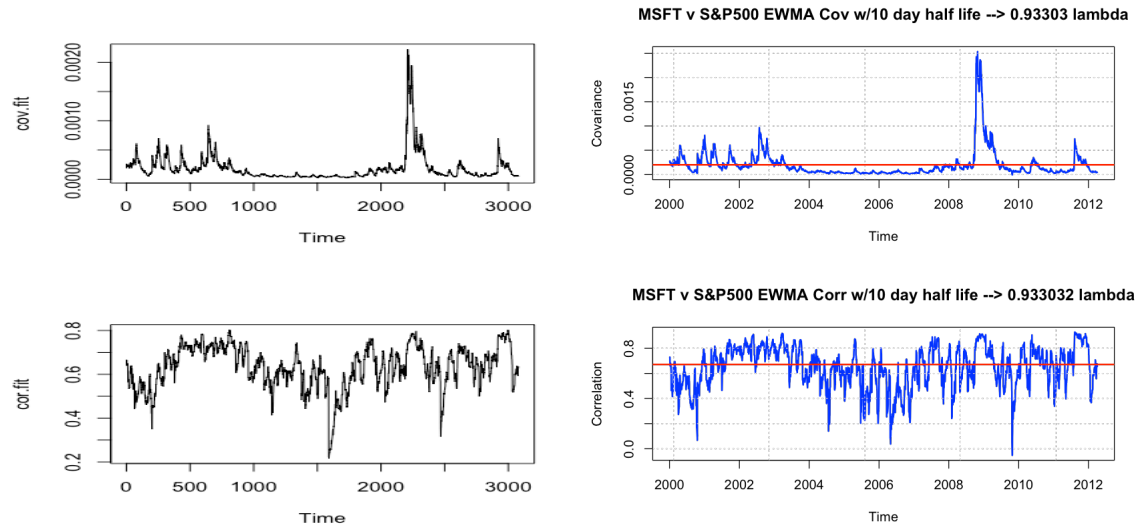 cov.fit
0.0020
0.0010
0.0000
0 500 1000 2000 3000
Time
MSFT v S&P500 EWMA Cov w/10 day half life --> 0.93303 lambda
Covariance
0.0015
0.0000
2000 2002 2004 2006 2008 2010 2012
Time
cor.fit
0.8
0.6
0.4
0.2
0 500 1000 2000 3000
Time
MSFT v S&P500 EWMA Corr w/10 day half life --> 0.933032 lambda
Correlation
0.8
0.4
0.0
2000 2002 2004 2006 2008 2010 2012
Time